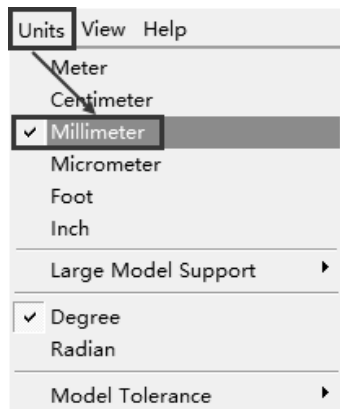 Units View Help
Meter
Centimeter
Millimeter
Micrometer
Foot
Inch
Large Model Support
Degree
Radian
Model Tolerance